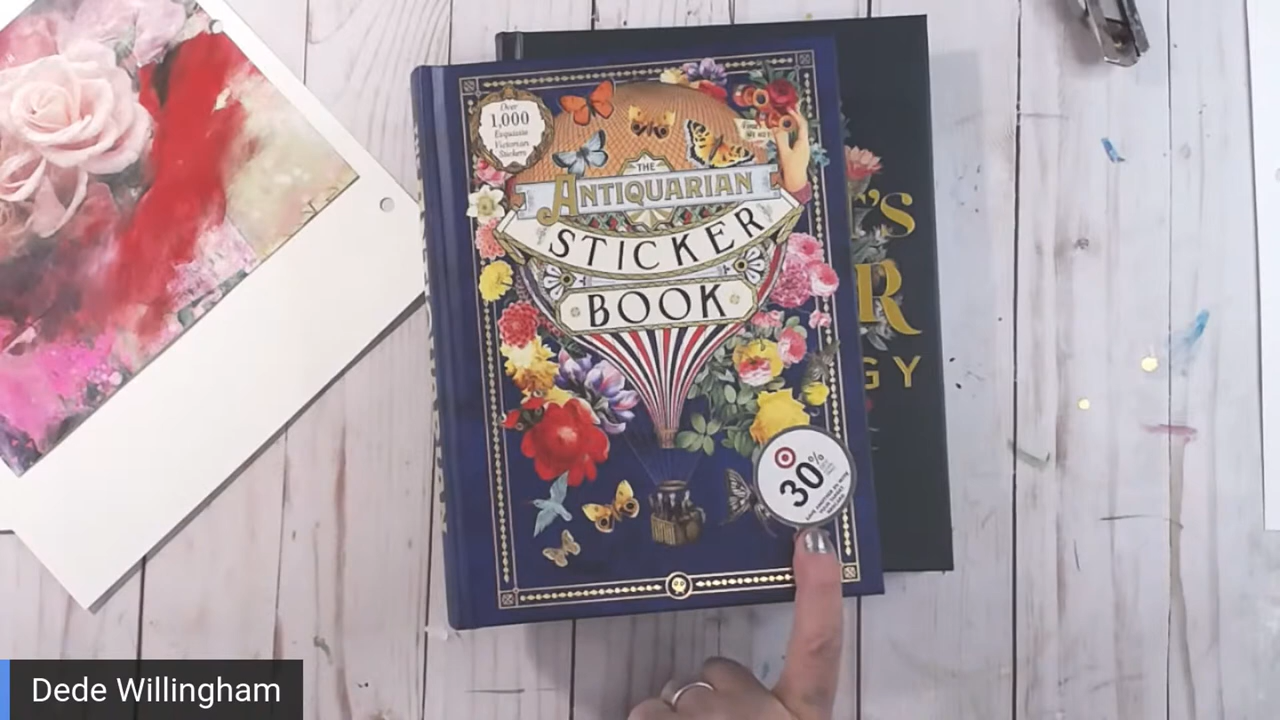 Over
1,000
Exquisite
Victorian
Stickers
THE
ANTIQUARIAN
STICKER
BOOK
30%
'S
R
GY
Dede Willingham